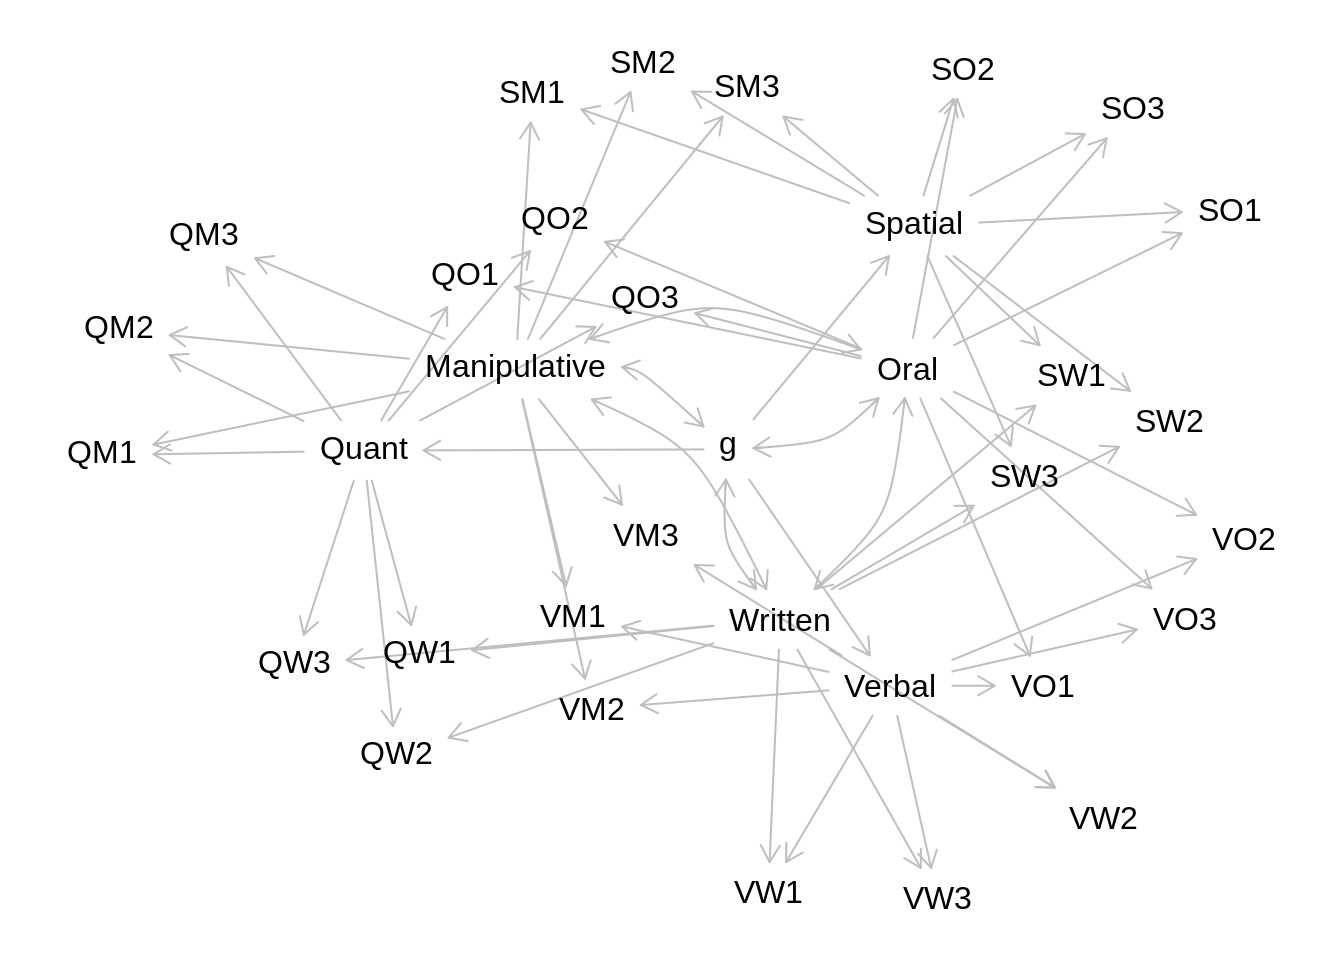 SM2
SO2
SM3
SM1
SO3
SO1
QO2
Spatial
QM3
QO1
QO3
QM2
Manipulative
Oral
SW1
SW2
g
Quant
QM1
SW3
VM3
VO2
VM1
Written
VO3
QW1
QW3
Verbal
VO1
VM2
QW2
VW2
VW1
VW3